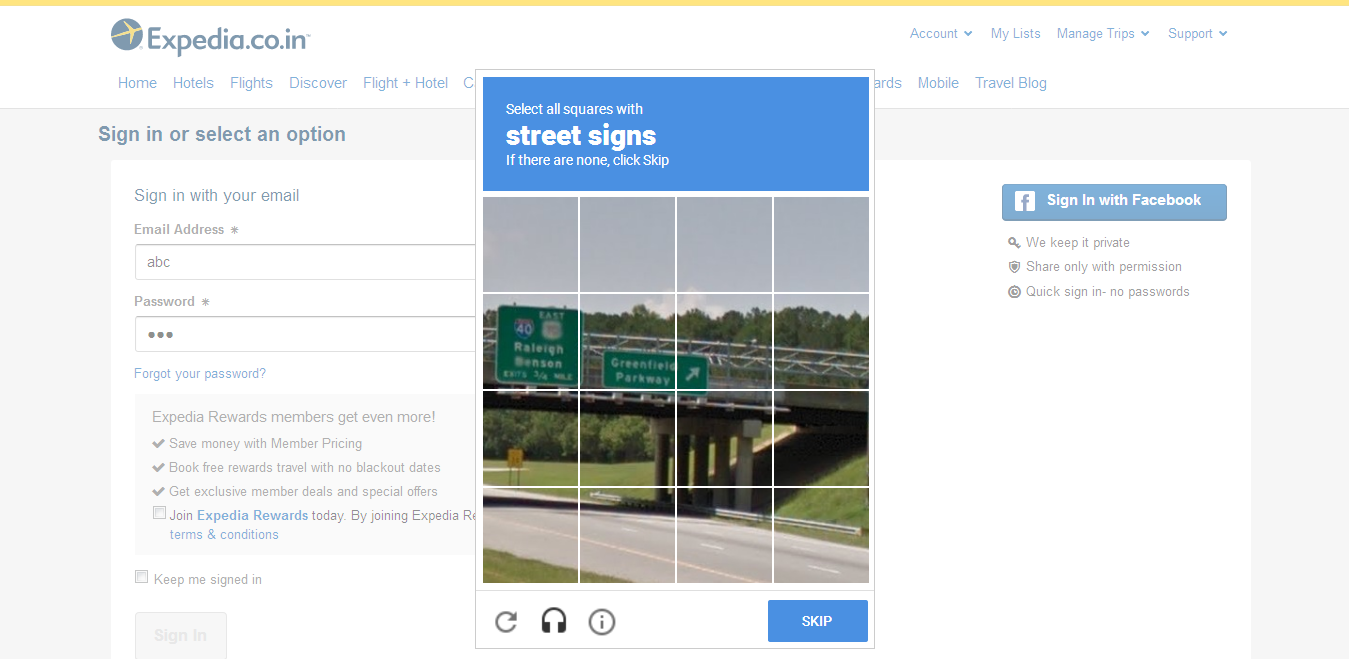 Expedia.co.in™
Account My Lists Manage Trips Support
Home Hotels Flights Discover Flight + Hotel C
ards Mobile Travel Blog
Sign in or select an option
Sign in with your email
Email Address *
abc
Password *
●●●
Forgot your password?
Expedia Rewards members get even more!
Save money with Member Pricing
Book free rewards travel with no blackout dates
Get exclusive member deals and special offers
Join Expedia Rewards today. By joining Expedia Re
terms & conditions
Keep me signed in
Sign In
Select all squares with
street signs
If there are none, click Skip
EAST
40
Raleigh
Benson
EXITS 3/4 MILE
Greenfield
Parkway
SKIP
f Sign In with Facebook
We keep it private
Share only with permission
Quick sign in- no passwords